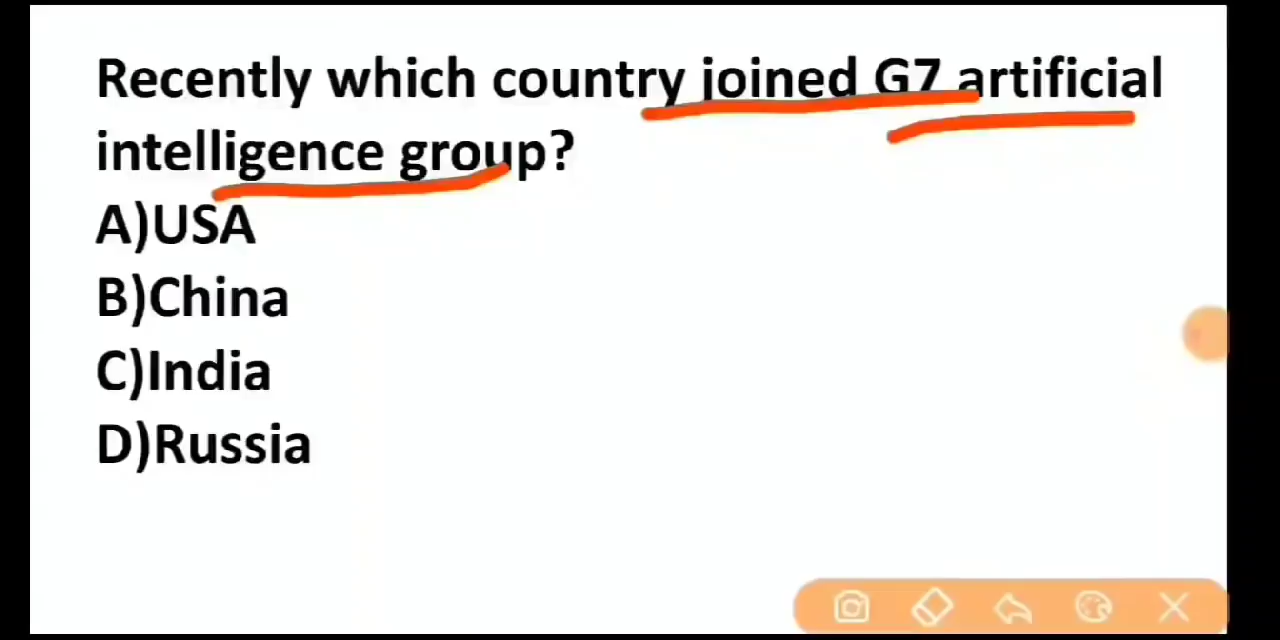 Recently which country joined G7 artificial
intelligence group?
A)USA
B)China
C)India
D)Russia